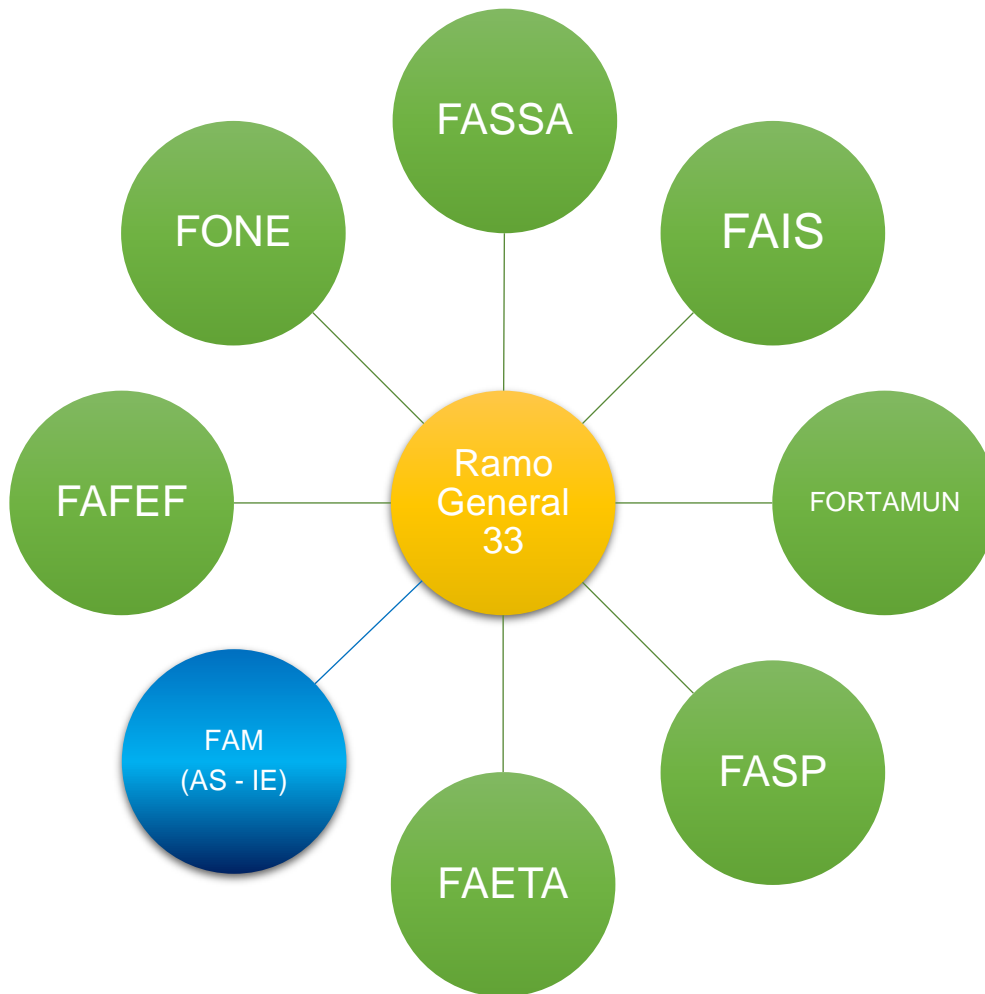 FASSA
FONE
FAIS
FAFEF
Ramo
General
33
FORTAMUN
FAM
(AS - IE)
FASP
FAETA